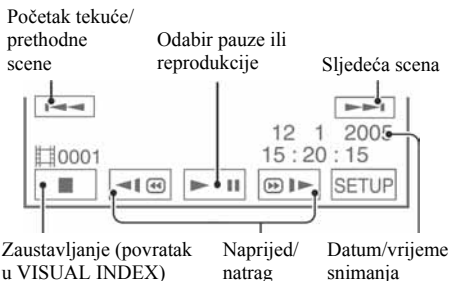 Početak tekuće/
prethodne
scene
Odabir pauze ili
reprodukcije
Sljedeća scena
12 1 2005
0001
15 : 20 : 15
SETUP
Zaustavljanje (povratak
u VISUAL INDEX)
Naprijed/
natrag
Datum/vrijeme
snimanja